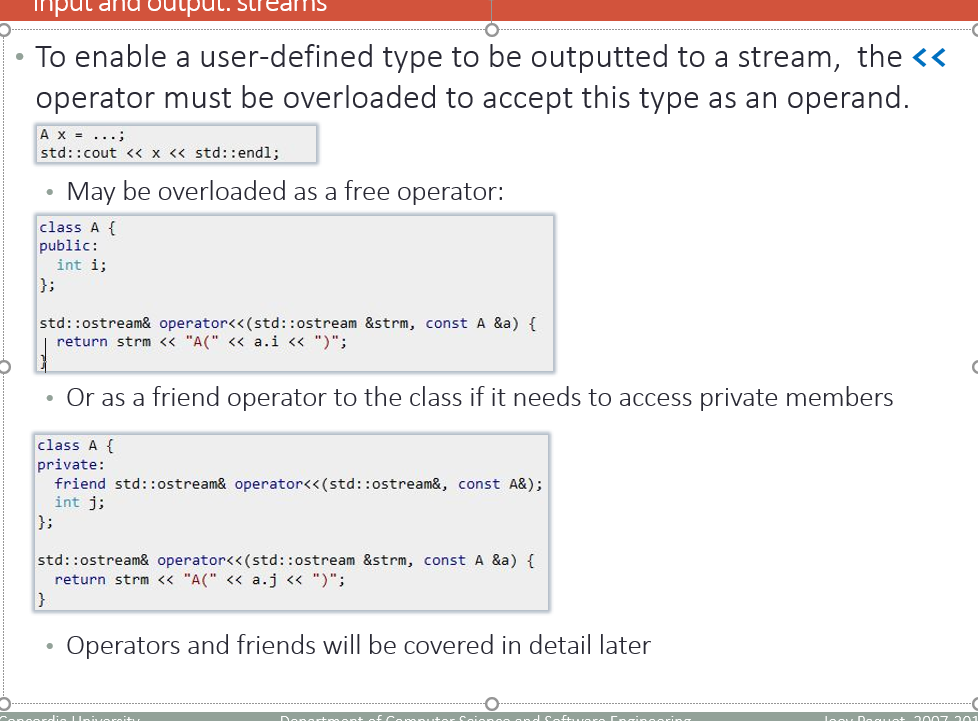 input and output: streams
• To enable a user-defined type to be outputted to a stream, the <<
operator must be overloaded to accept this type as an operand.
A x = ...;
std::cout << x << std::endl;
• May be overloaded as a free operator:
class A {
public:
  int i;
};
std::ostream& operator<<(std::ostream &strm, const A &a) {
  return strm << "A(" << a.i << ")";
}
• Or as a friend operator to the class if it needs to access private members
class A {
private:
  friend std::ostream& operator<<(std::ostream&, const A&);
  int j;
};
std::ostream& operator<<(std::ostream &strm, const A &a) {
  return strm << "A(" << a.j << ")";
}
• Operators and friends will be covered in detail later
Concordia University Department of Computer Science and Software Engineering Joey Paquet, 2007-201